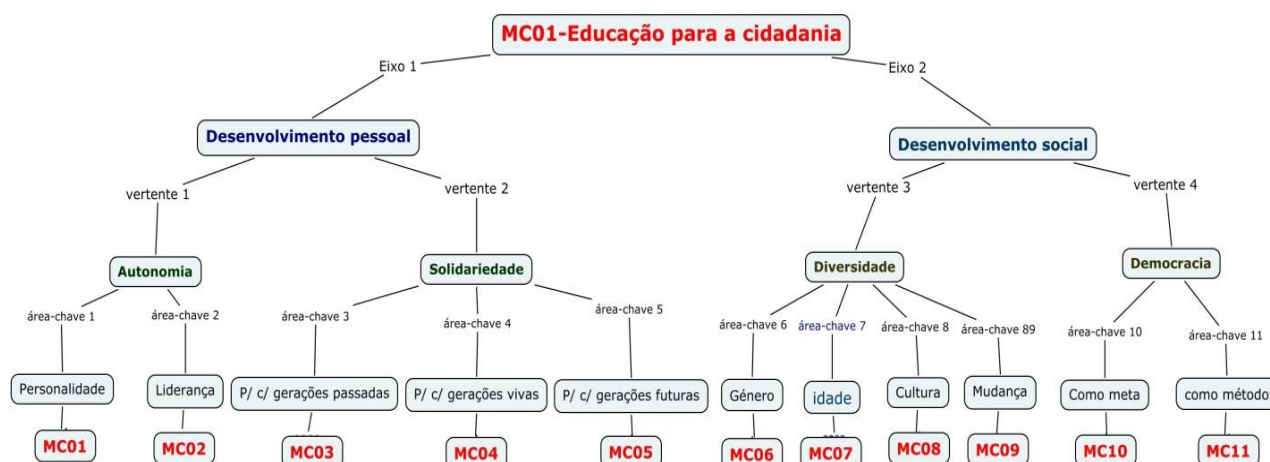 MC01-Educação para a cidadania
Eixo 1
Eixo 2
Desenvolvimento pessoal
Desenvolvimento social
vertente 1
vertente 2
vertente 3
vertente 4
Autonomia
Solidariedade
Diversidade
Democracia
área-chave 1
área-chave 2
área-chave 3
área-chave 4
área-chave 5
área-chave 6
área-chave 7
área-chave 8
área-chave 89
área-chave 10
área-chave 11
Personalidade
Liderança
P/ c/ gerações passadas
P/ c/ gerações vivas
P/ c/ gerações futuras
Género
idade
Cultura
Mudança
Como meta
como método
MC01
MC02
MC03
MC04
MC05
MC06
MC07
MC08
MC09
MC10
MC11